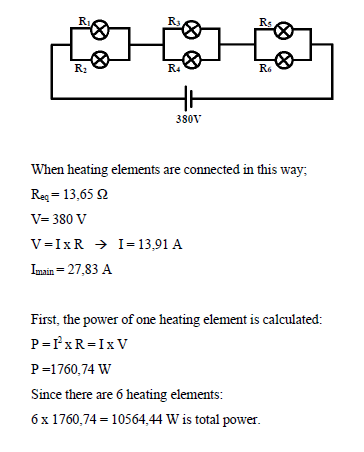 R₁ R₃ R₅
R₂ R₄ R₆
380V
When heating elements are connected in this way;
Req = 13,65 Ω
V= 380 V
V = I x R → I = 13,91 A
Imain = 27,83 A
First, the power of one heating element is calculated:
P = I² x R = I x V
P =1760,74 W
Since there are 6 heating elements:
6 x 1760,74 = 10564,44 W is total power.